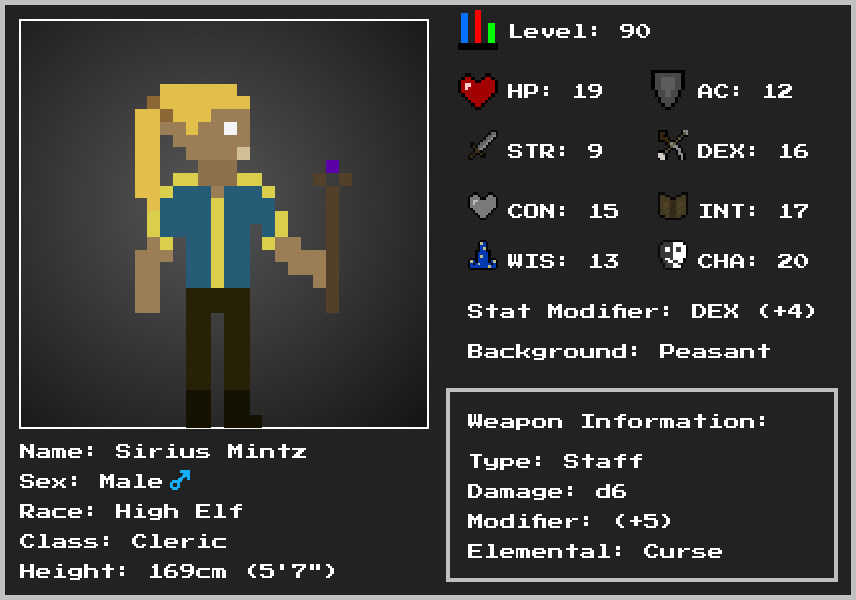 Level: 90
HP: 19
AC: 12
STR: 9
DEX: 16
CON: 15
INT: 17
WIS: 13
CHA: 20
Stat Modifier: DEX (+4)
Background: Peasant
Weapon Information:
Type: Staff
Damage: d6
Modifier: (+5)
Elemental: Curse
Name: Sirius Mintz
Sex: Male♂
Race: High Elf
Class: Cleric
Height: 169cm (5'7")